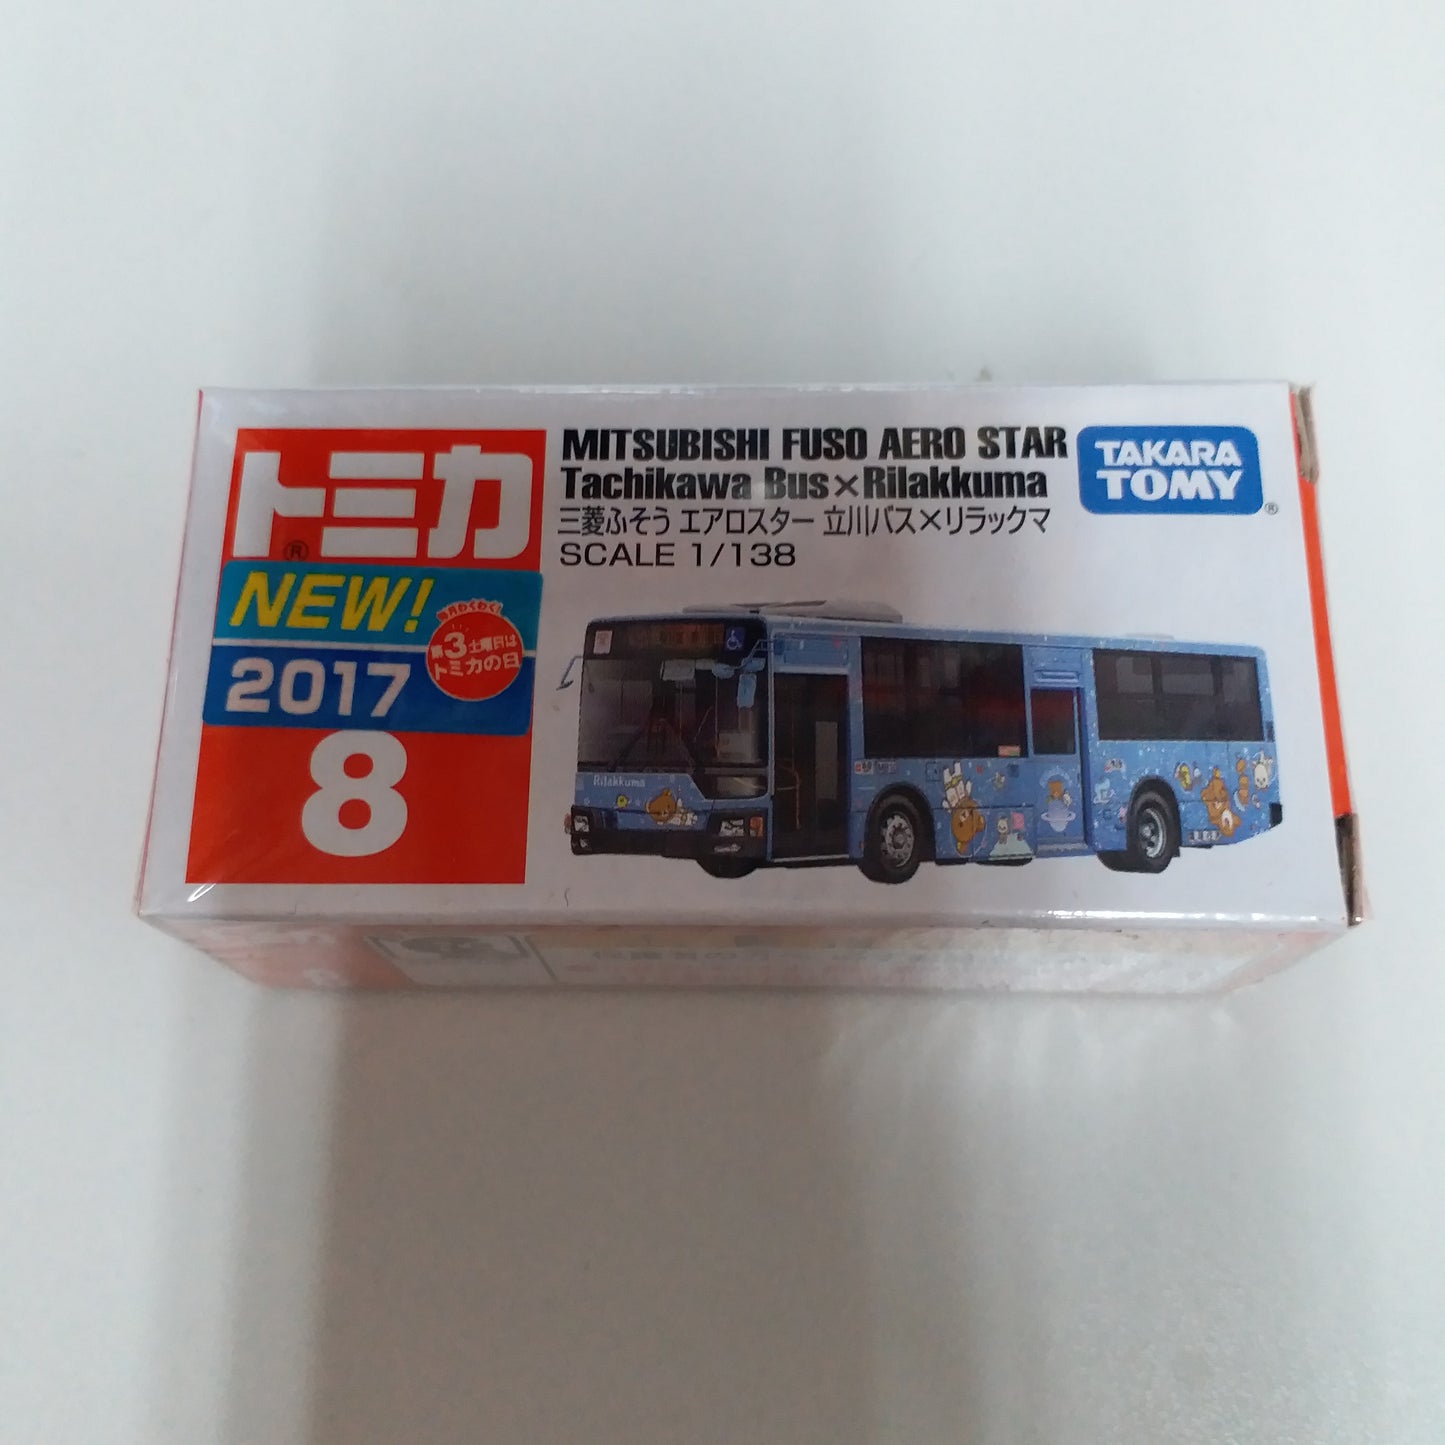 トミカ
®
NEW!
2017
毎月わくわく!
第3土曜日は
トミカの日
8
MITSUBISHI FUSO AERO STAR
Tachikawa Bus×Rilakkuma
三菱ふそう エアロスター 立川バス×リラックマ
SCALE 1/138
TAKARA
TOMY
®
Rilakkuma